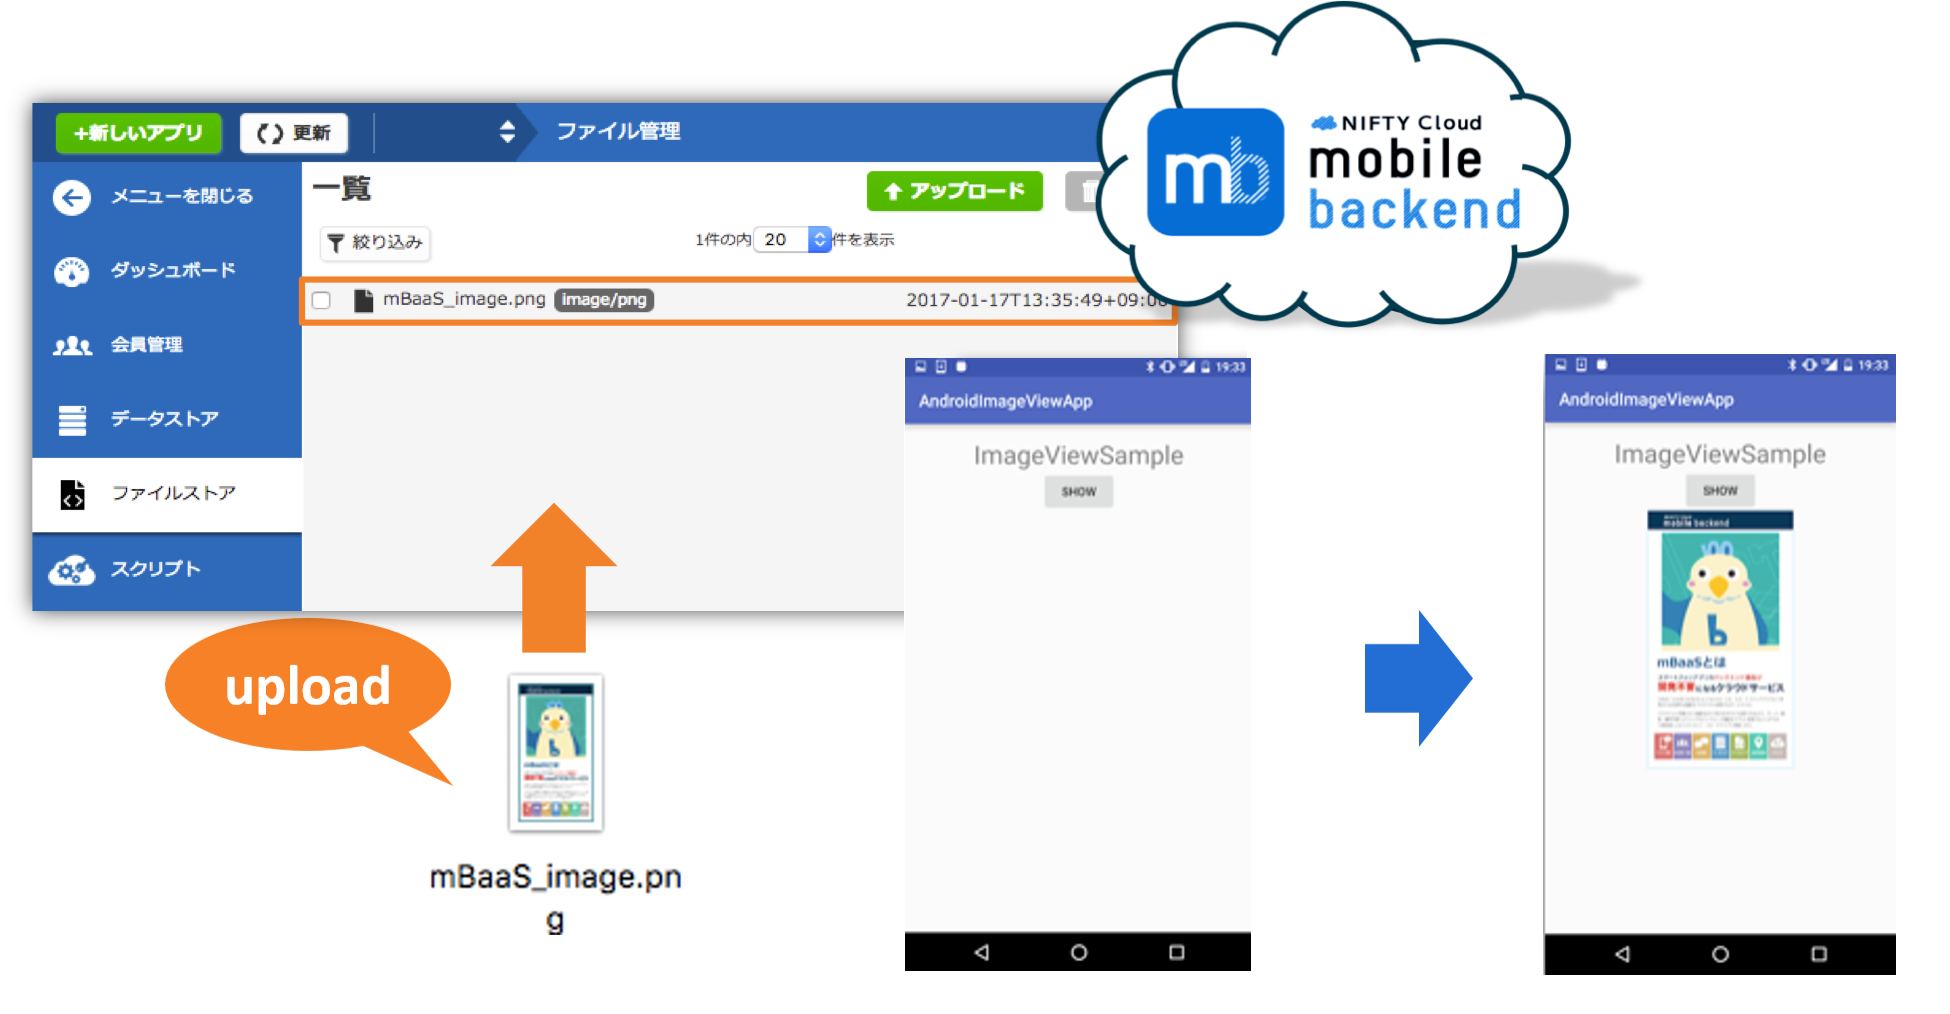 +新しいアプリ
更新
ファイル管理
メニューを閉じる
ダッシュボード
会員管理
データストア
ファイルストア
スクリプト
一覧
アップロード
絞り込み
1件の内 20 件を表示
mBaaS_image.png image/png
2017-01-17T13:35:49+09:00
NIFTY Cloud
mobile
backend
mb
upload
mBaaS_image.pn
g
19:33
AndroidImageViewApp
ImageViewSample
SHOW
19:33
AndroidImageViewApp
ImageViewSample
SHOW
mobile backend
mBaaSとは